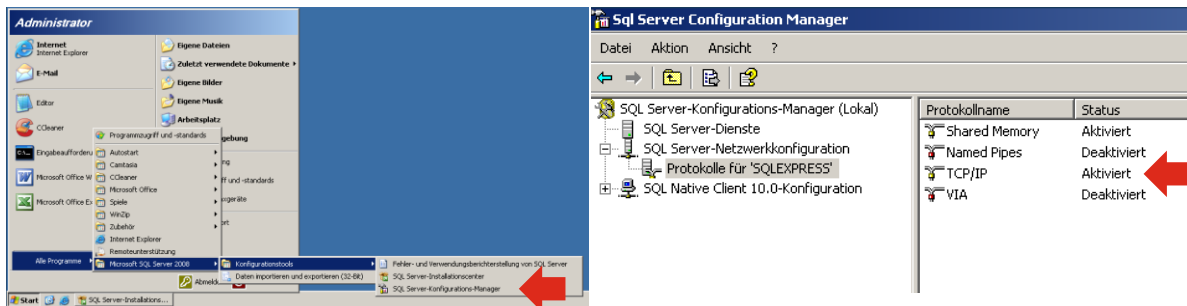 Administrator
Internet
Internet Explorer
E-Mail
Editor
CCleaner
Eingabeaufforderu
Microsoft Office W
Microsoft Office Ex
Alle Programme
Eigene Dateien
Zuletzt verwendete Dokumente
Eigene Bilder
Eigene Musik
Arbeitsplatz
gebung
ff und -standards
Programmzugriff und -standards
Autostart
Camtasia
CCleaner
Microsoft Office
Spiele
WinZip
Zubehör
Internet Explorer
Remoteunterstützung
Microsoft SQL Server 2008
Konfigurationstools
Daten importieren und exportieren (32-Bit)
Fehler- und Verwendungsberichterstellung von SQL Server
SQL Server-Installationscenter
SQL Server-Konfigurations-Manager
Abmeld
Start
SQL Server-Installations...
Sql Server Configuration Manager
Datei Aktion Ansicht ?
SQL Server-Konfigurations-Manager (Lokal)
SQL Server-Dienste
SQL Server-Netzwerkkonfiguration
Protokolle für 'SQLEXPRESS'
SQL Native Client 10.0-Konfiguration
Protokollname Status
Shared Memory Aktiviert
Named Pipes Deaktiviert
TCP/IP Aktiviert
VIA Deaktiviert